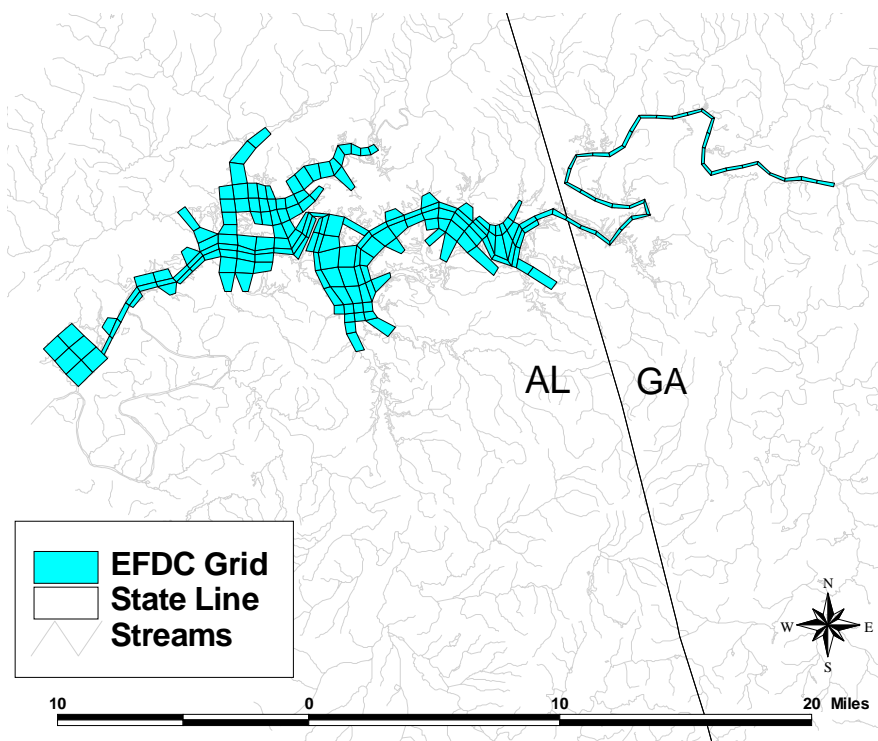 AL GA
EFDC Grid
State Line
Streams
N
W E
S
10 0 10 20 Miles